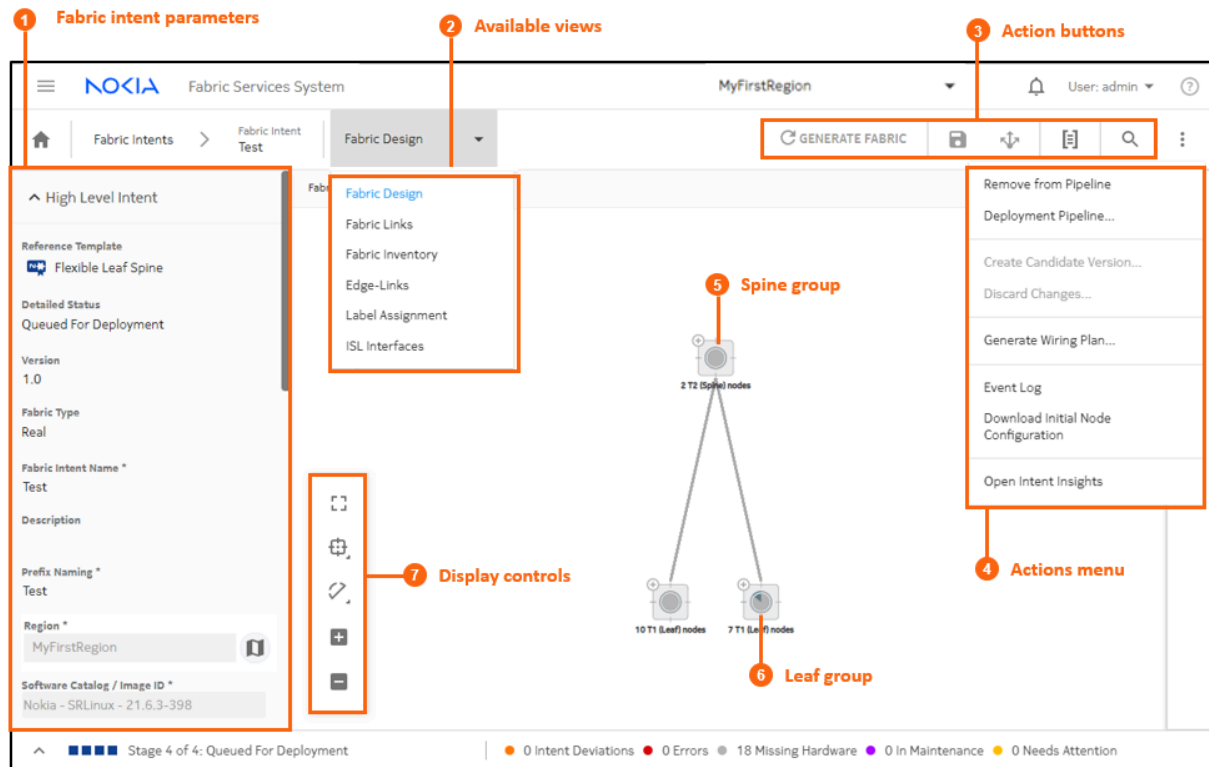 1 Fabric intent parameters
2 Available views
3 Action buttons
NOKIA Fabric Services System
MyFirstRegion
User: admin
?
Fabric Intents
Fabric Intent
Test
Fabric Design
GENERATE FABRIC
High Level Intent
Reference Template
Flexible Leaf Spine
Detailed Status
Queued For Deployment
Version
1.0
Fabric Type
Real
Fabric Intent Name *
Test
Description
Prefix Naming *
Test
Region *
MyFirstRegion
Software Catalog / Image ID *
Nokia - SRLinux - 21.6.3-398
Fabr
Fabric Design
Fabric Links
Fabric Inventory
Edge-Links
Label Assignment
ISL Interfaces
5 Spine group
2 T2 (Spine) nodes
10 T1 (Leaf) nodes
7 T1 (Leaf) nodes
6 Leaf group
7 Display controls
Remove from Pipeline
Deployment Pipeline...
Create Candidate Version...
Discard Changes...
Generate Wiring Plan...
Event Log
Download Initial Node
Configuration
Open Intent Insights
4 Actions menu
Stage 4 of 4: Queued For Deployment
0 Intent Deviations
0 Errors
18 Missing Hardware
0 In Maintenance
0 Needs Attention